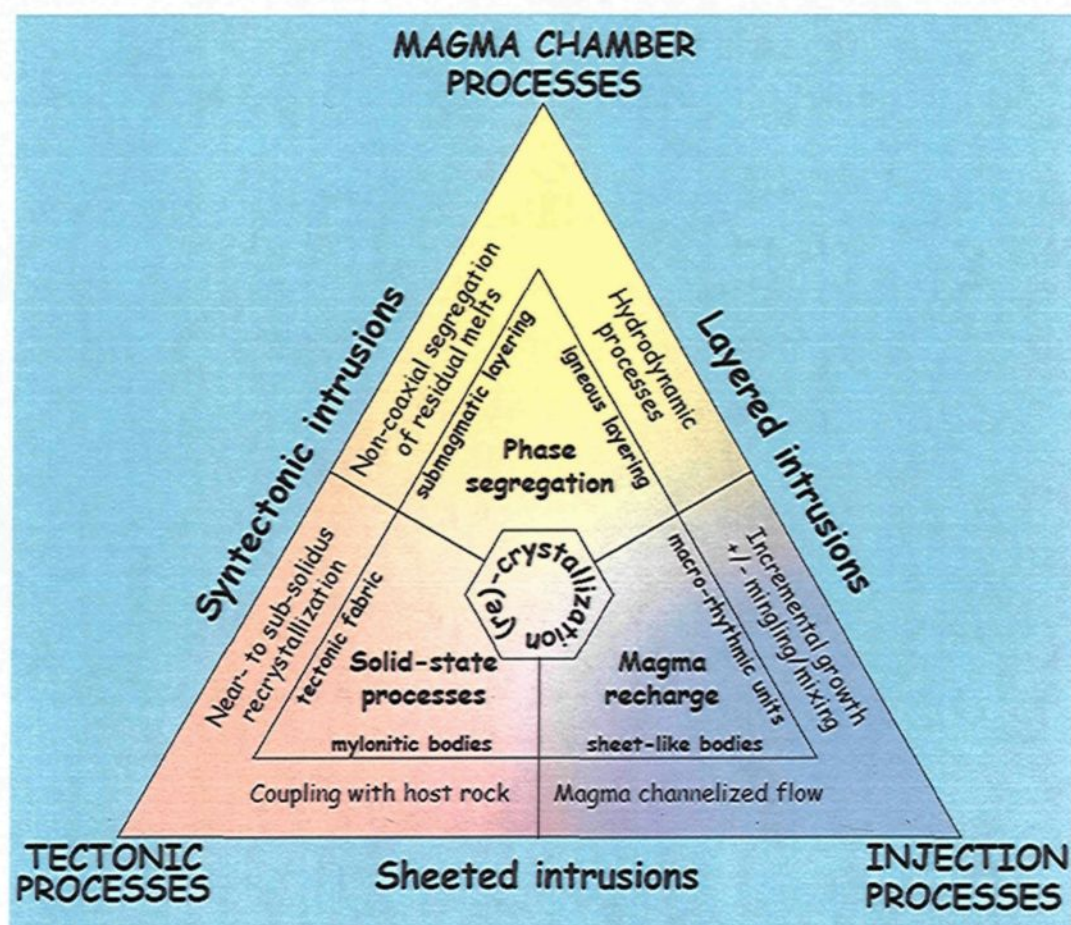 MAGMA CHAMBER
PROCESSES
Syntectonic intrusions
Layered intrusions
Non-coaxial segregation
of residual melts
submagmatic layering
Hydrodynamic
processes
igneous layering
Phase
segregation
(re)-crystallization
Near- to sub-solidus
recrystallization
tectonic fabric
Solid-state
processes
mylonitic bodies
Magma
recharge
sheet-like bodies
macro-rhythmic units
Incremental growth
+/- mingling/mixing
Coupling with host rock
Magma channelized flow
TECTONIC
PROCESSES
Sheeted intrusions
INJECTION
PROCESSES